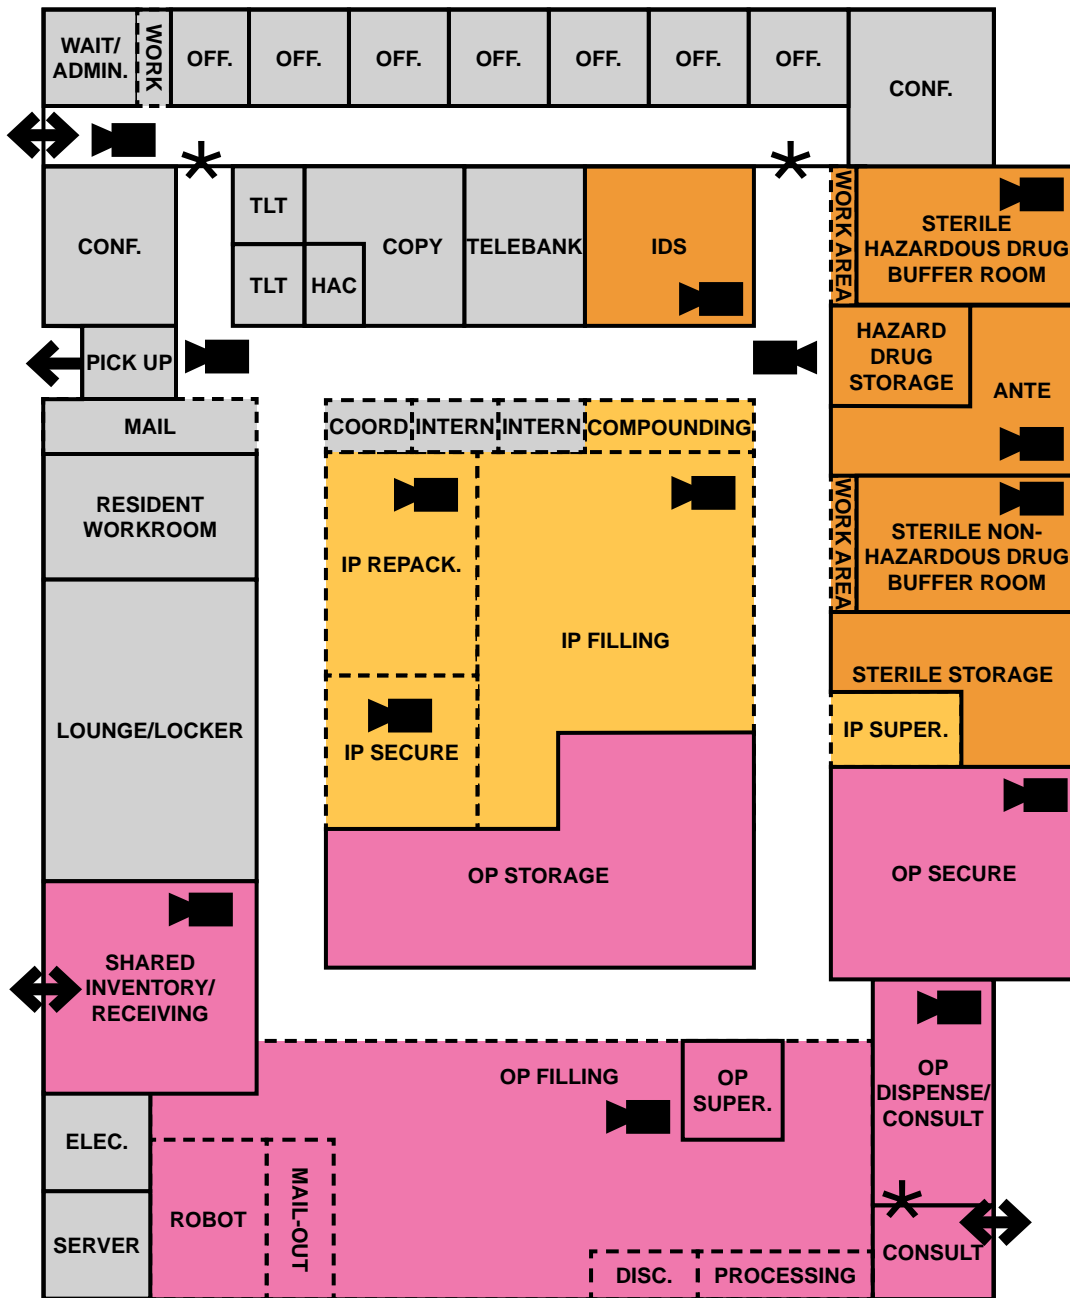 WAIT/
ADMIN.
WORK
OFF.
OFF.
OFF.
OFF.
OFF.
OFF.
OFF.
CONF.
CONF.
TLT
TLT
HAC
COPY
TELEBANK
IDS
WORK AREA
STERILE
HAZARDOUS DRUG
BUFFER ROOM
PICK UP
HAZARD
DRUG
STORAGE
ANTE
MAIL
COORD
INTERN
INTERN
COMPOUNDING
RESIDENT
WORKROOM
IP REPACK.
IP FILLING
WORK AREA
STERILE NON-
HAZARDOUS DRUG
BUFFER ROOM
STERILE STORAGE
LOUNGE/LOCKER
IP SECURE
IP SUPER.
OP STORAGE
OP SECURE
SHARED
INVENTORY/
RECEIVING
OP FILLING
OP
SUPER.
OP
DISPENSE/
CONSULT
ELEC.
ROBOT
MAIL-OUT
SERVER
DISC.
PROCESSING
CONSULT